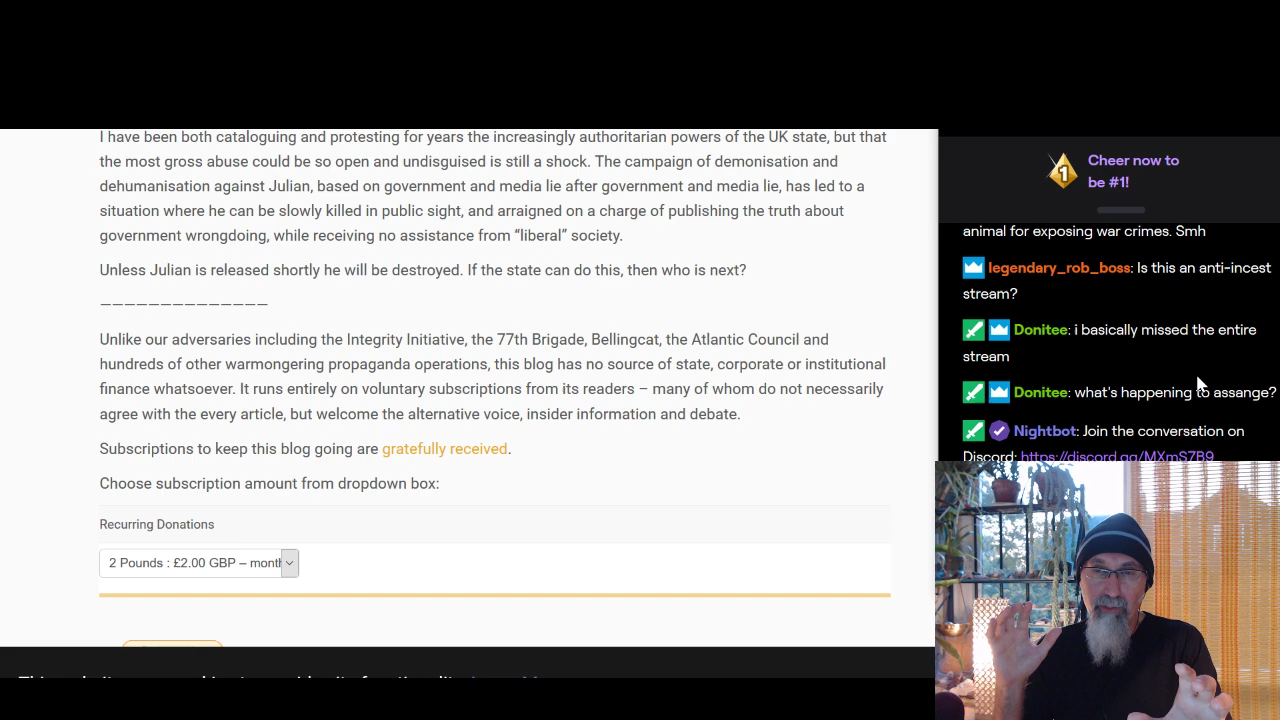 I have been both cataloguing and protesting for years the increasingly authoritarian powers of the UK state, but that
the most gross abuse could be so open and undisguised is still a shock. The campaign of demonisation and
dehumanisation against Julian, based on government and media lie after government and media lie, has led to a
situation where he can be slowly killed in public sight, and arraigned on a charge of publishing the truth about
government wrongdoing, while receiving no assistance from “liberal” society.
Unless Julian is released shortly he will be destroyed. If the state can do this, then who is next?
——————————————
Unlike our adversaries including the Integrity Initiative, the 77th Brigade, Bellingcat, the Atlantic Council and
hundreds of other warmongering propaganda operations, this blog has no source of state, corporate or institutional
finance whatsoever. It runs entirely on voluntary subscriptions from its readers – many of whom do not necessarily
agree with the every article, but welcome the alternative voice, insider information and debate.
Subscriptions to keep this blog going are gratefully received.
Choose subscription amount from dropdown box:
Recurring Donations
2 Pounds : £2.00 GBP – month
1
Cheer now to
be #1!
animal for exposing war crimes. Smh
legendary_rob_boss: Is this an anti-incest
stream?
Donitee: i basically missed the entire
stream
Donitee: what's happening to assange?
Nightbot: Join the conversation on
Discord: https://discord.gg/MXmS7B9